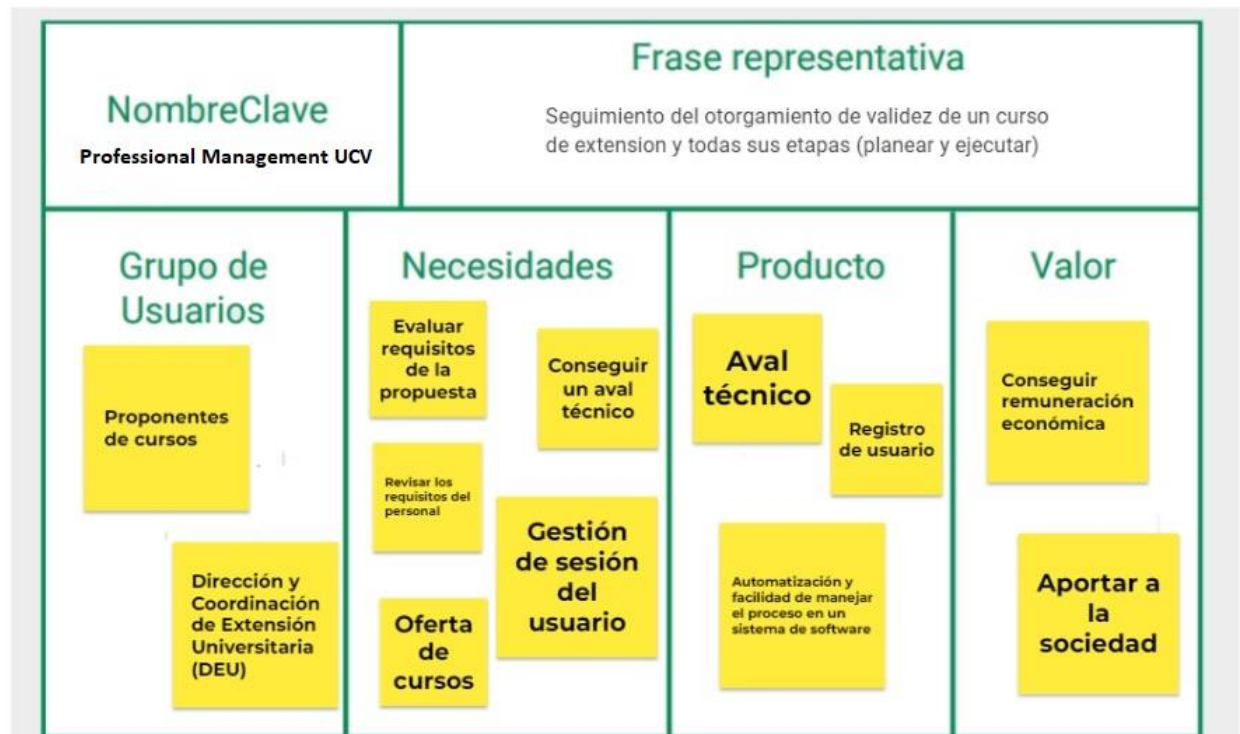 NombreClave
Professional Management UCV
Frase representativa
Seguimiento del otorgamiento de validez de un curso
de extension y todas sus etapas (planear y ejecutar)
Grupo de
Usuarios
Proponentes
de cursos
Dirección y
Coordinación
de Extensión
Universitaria
(DEU)
Necesidades
Evaluar
requisitos
de la
propuesta
Conseguir
un aval
técnico
Revisar los
requisitos del
personal
Gestión
de sesión
del
usuario
Oferta
de
cursos
Producto
Aval
técnico
Registro
de usuario
Automatización y
facilidad de manejar
el proceso en un
sistema de software
Valor
Conseguir
remuneración
económica
Aportar a
la
sociedad